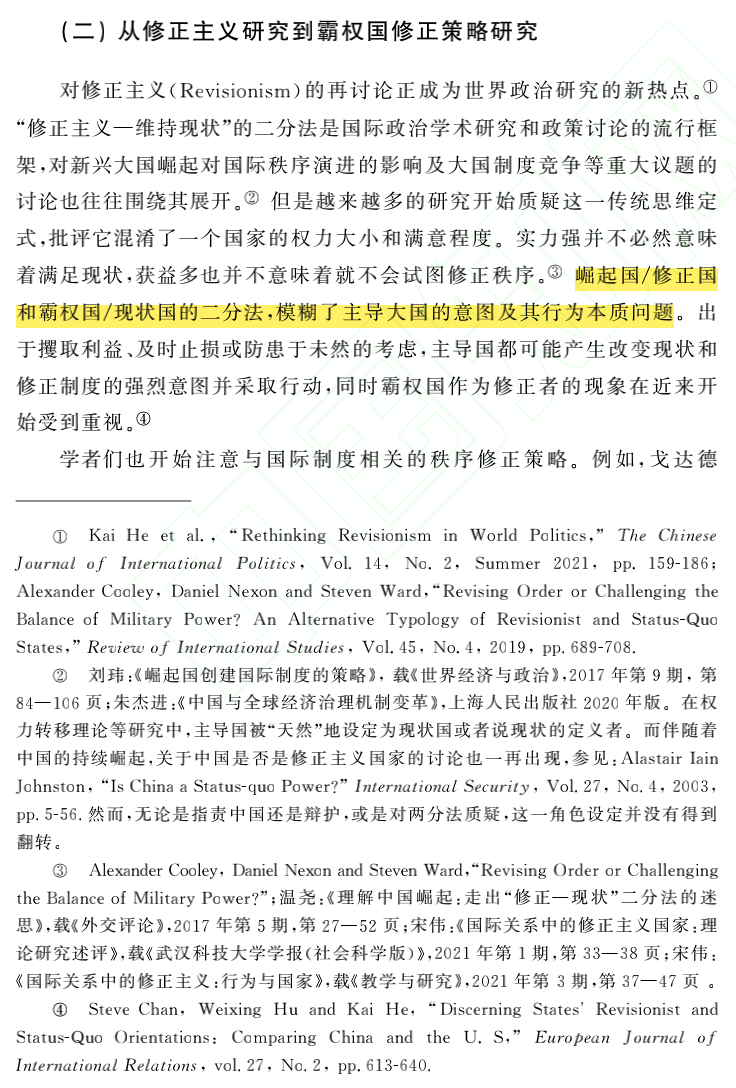 (二) 从修正主义研究到霸权国修正策略研究
对修正主义(Revisionism)的再讨论正成为世界政治研究的新热点。①
“修正主义—维持现状”的二分法是国际政治学术研究和政策讨论的流行框
架,对新兴大国崛起对国际秩序演进的影响及大国制度竞争等重大议题的
讨论也往往围绕其展开。② 但是越来越多的研究开始质疑这一传统思维定
式,批评它混淆了一个国家的权力大小和满意程度。实力强并不必然意味
着满足现状,获益多也并不意味着就不会试图修正秩序。③ 崛起国/修正国
和霸权国/现状国的二分法,模糊了主导大国的意图及其行为本质问题。出
于攫取利益、及时止损或防患于未然的考虑,主导国都可能产生改变现状和
修正制度的强烈意图并采取行动,同时霸权国作为修正者的现象在近来开
始受到重视。④
学者们也开始注意与国际制度相关的秩序修正策略。例如,戈达德
① Kai He et al., “Rethinking Revisionism in World Politics,” The Chinese
Journal of International Politics, Vol. 14, No. 2, Summer 2021, pp. 159-186;
Alexander Cooley, Daniel Nexon and Steven Ward,“Revising Order or Challenging the
Balance of Military Power? An Alternative Typology of Revisionist and Status-Quo
States,” Review of International Studies, Vol. 45, No. 4, 2019, pp. 689-708.
② 刘玮:《崛起国创建国际制度的策略》, 载《世界经济与政治》,2017 年第 9 期, 第
84—106 页;朱杰进:《中国与全球经济治理机制变革》,上海人民出版社 2020 年版。在权
力转移理论等研究中,主导国被“天然”地设定为现状国或者说现状的定义者。而伴随着
中国的持续崛起,关于中国是否是修正主义国家的讨论也一再出现,参见:Alastair Iain
Johnston, “Is China a Status-quo Power?” International Security, Vol. 27, No. 4, 2003,
pp. 5-56. 然而,无论是指责中国还是辩护,或是对两分法质疑,这一角色设定并没有得到
翻转。
③ Alexander Cooley, Daniel Nexon and Steven Ward,“Revising Order or Challenging
the Balance of Military Power?”;温尧:《理解中国崛起:走出“修正—现状”二分法的迷
思》,载《外交评论》,2017 年第 5 期,第 27—52 页;宋伟:《国际关系中的修正主义国家:理
论研究述评》,载《武汉科技大学学报(社会科学版)》,2021 年第 1 期,第 33—38 页;宋伟:
《国际关系中的修正主义:行为与国家》,载《教学与研究》,2021 年第 3 期,第 37—47 页 。
④ Steve Chan, Weixing Hu and Kai He, “Discerning States’ Revisionist and
Status-Quo Orientations: Comparing China and the U. S,” European Journal of
International Relations, vol. 27, No. 2, pp. 613-640.